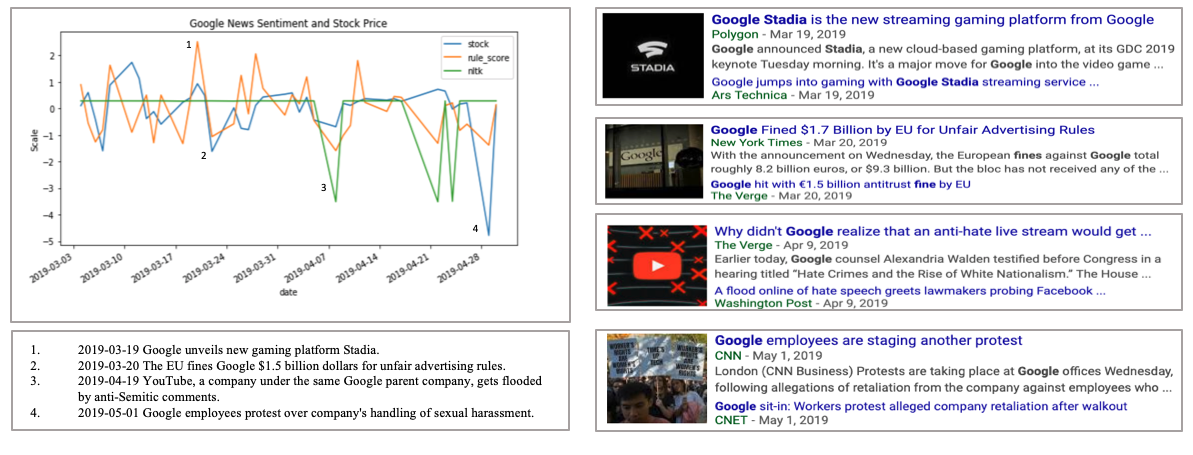 Google News Sentiment and Stock Price
stock
rule_score
nltk
1
2
3
4
2
1
0
−1
−2
−3
−4
−5
Scale
2019-03-03
2019-03-10
2019-03-17
2019-03-24
2019-03-31
2019-04-07
2019-04-14
2019-04-21
2019-04-28
date
1. 2019-03-19 Google unveils new gaming platform Stadia.
2. 2019-03-20 The EU fines Google $1.5 billion dollars for unfair advertising rules.
3. 2019-04-19 YouTube, a company under the same Google parent company, gets flooded
by anti-Semitic comments.
4. 2019-05-01 Google employees protest over company's handling of sexual harassment.
STADIA
Google Stadia is the new streaming gaming platform from Google
Polygon - Mar 19, 2019
Google announced Stadia, a new cloud-based gaming platform, at its GDC 2019
keynote Tuesday morning. It's a major move for Google into the video game ...
Google jumps into gaming with Google Stadia streaming service ...
Ars Technica - Mar 19, 2019
Google
Google Fined $1.7 Billion by EU for Unfair Advertising Rules
New York Times - Mar 20, 2019
With the announcement on Wednesday, the European fines against Google total
roughly 8.2 billion euros, or $9.3 billion. But the bloc has not received any of the ...
Google hit with €1.5 billion antitrust fine by EU
The Verge - Mar 20, 2019
Why didn't Google realize that an anti-hate live stream would get ...
The Verge - Apr 9, 2019
Earlier today, Google counsel Alexandria Walden testified before Congress in a
hearing titled “Hate Crimes and the Rise of White Nationalism.” The House ...
A flood online of hate speech greets lawmakers probing Facebook ...
Washington Post - Apr 9, 2019
Google employees are staging another protest
CNN - May 1, 2019
London (CNN Business) Protests are taking place at Google offices Wednesday,
following allegations of retaliation from the company against employees who ...
Google sit-in: Workers protest alleged company retaliation after walkout
CNET - May 1, 2019